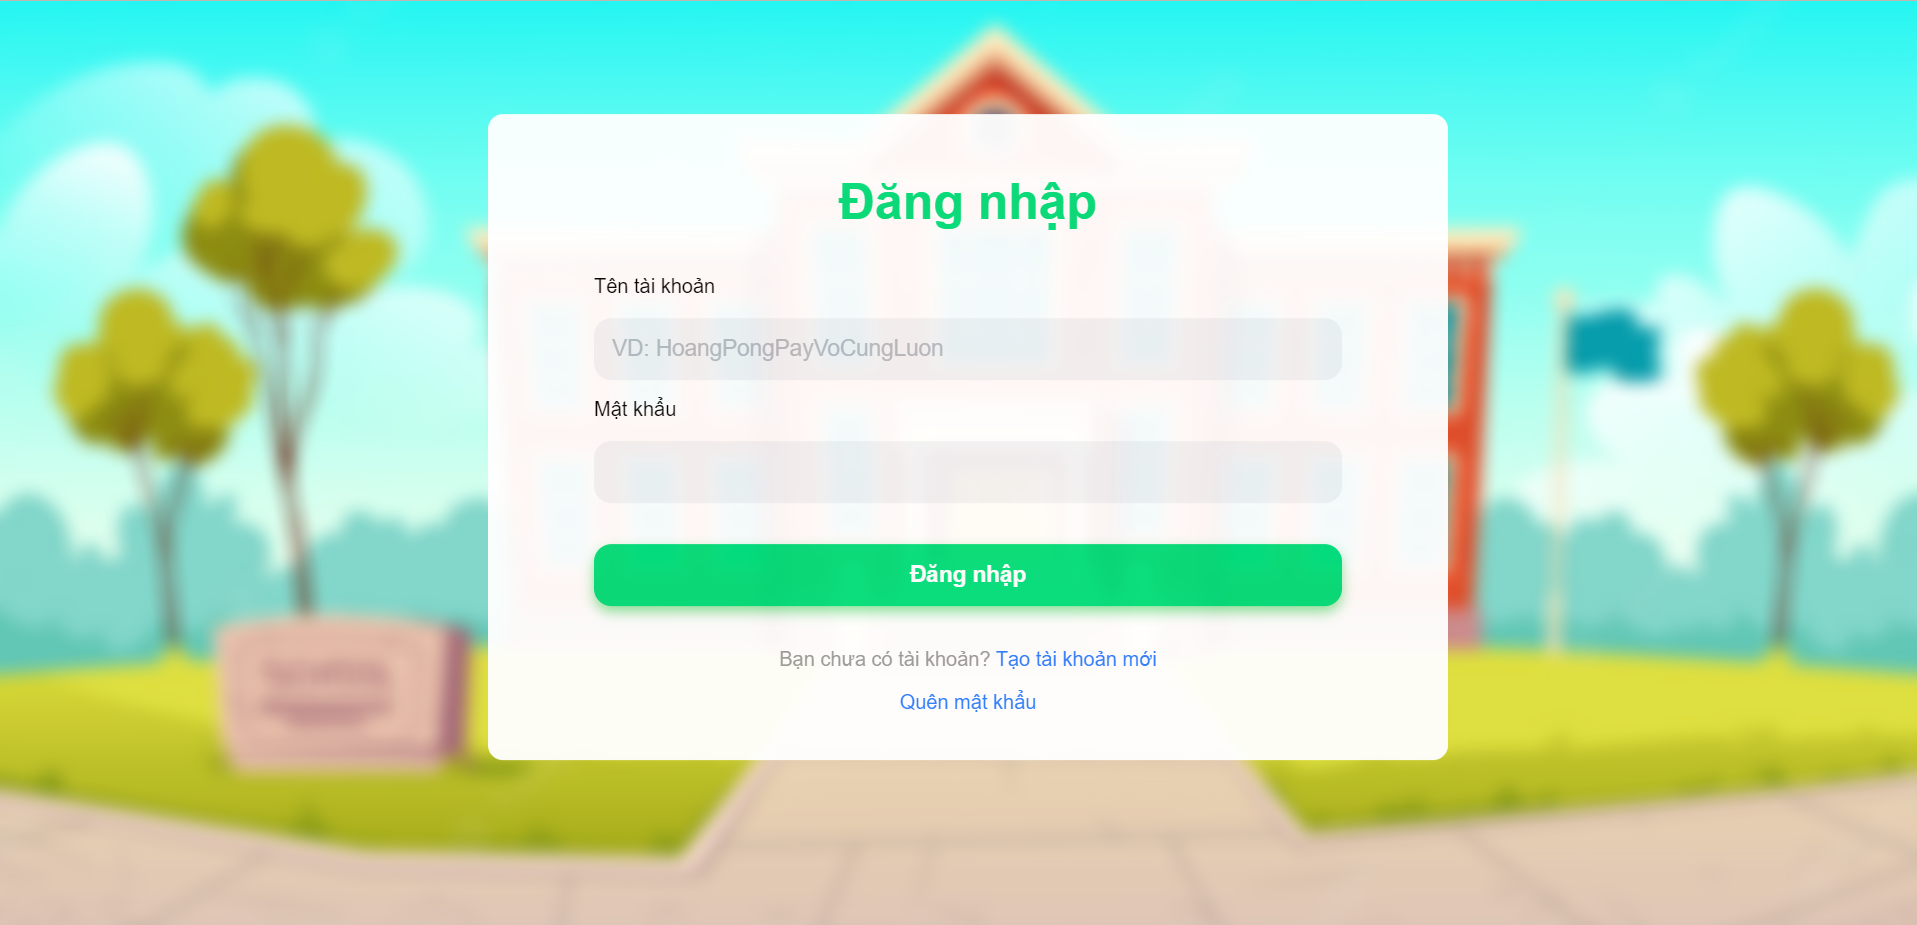 Đăng nhập
Tên tài khoản
VD: HoangPongPayVoCungLuon
Mật khẩu
Đăng nhập
Bạn chưa có tài khoản? Tạo tài khoản mới
Quên mật khẩu